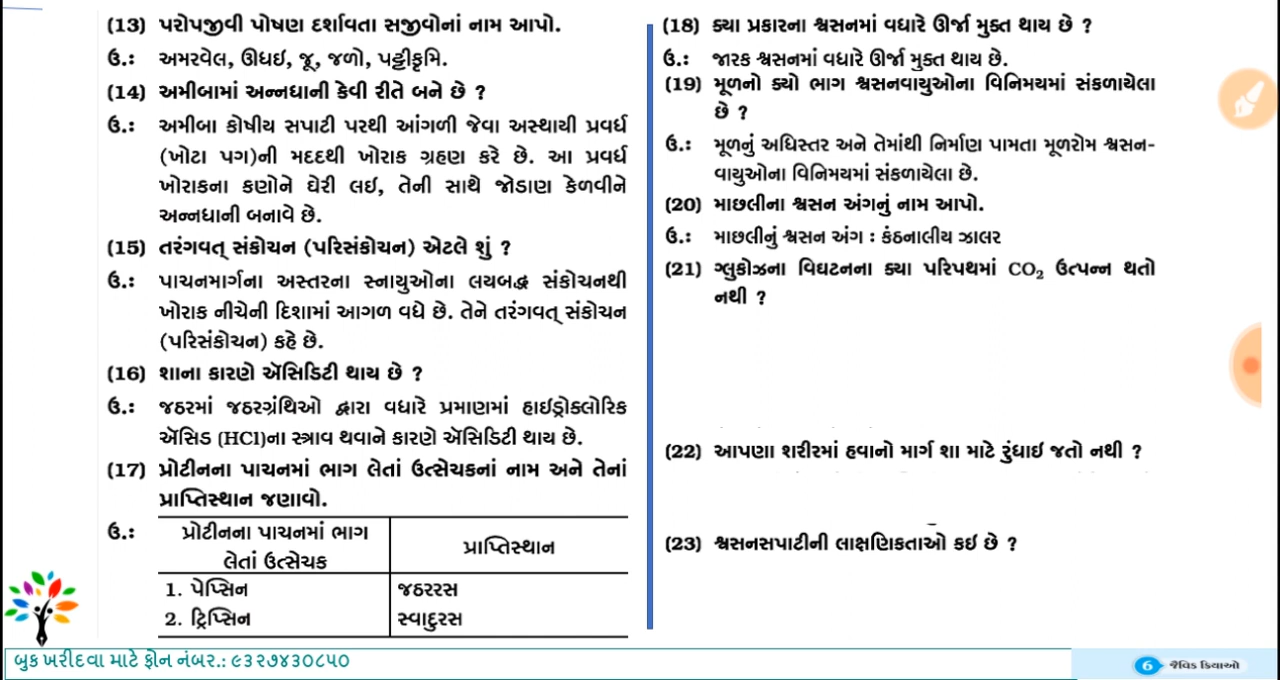 (13) પરોપજીવી પોષણ દર્શાવતા સજીવોનાં નામ આપો.
ઉ.: અમરવેલ, ઊધઇ, જૂ, જળો, પટ્ટીકૃમિ.
(14) અમીબામાં અન્નધાની કેવી રીતે બને છે ?
ઉ.: અમીબા કોષીય સપાટી પરથી આંગળી જેવા અસ્થાયી પ્રવર્ધ
(ખોટા પગ)ની મદદથી ખોરાક ગ્રહણ કરે છે. આ પ્રવર્ધ
ખોરાકના કણોને ઘેરી લઇ, તેની સાથે જોડાણ કેળવીને
અન્નધાની બનાવે છે.
(15) તરંગવત્ સંકોચન (પરિસંકોચન) એટલે શું ?
ઉ.: પાચનમાર્ગના અસ્તરના સ્નાયુઓના લયબદ્ધ સંકોચનથી
ખોરાક નીચેની દિશામાં આગળ વધે છે. તેને તરંગવત્ સંકોચન
(પરિસંકોચન) કહે છે.
(16) શાના કારણે ઍસિડિટી થાય છે ?
ઉ.: જઠરમાં જઠરગ્રંથિઓ દ્વારા વધારે પ્રમાણમાં હાઇડ્રોક્લોરિક
ઍસિડ (HCl)ના સ્ત્રાવ થવાને કારણે ઍસિડિટી થાય છે.
(17) પ્રોટીનના પાચનમાં ભાગ લેતાં ઉત્સેચકનાં નામ અને તેનાં
પ્રાપ્તિસ્થાન જણાવો.
ઉ.: પ્રોટીનના પાચનમાં ભાગ
લેતાં ઉત્સેચક
પ્રાપ્તિસ્થાન
1. પેપ્સિન જઠરરસ
2. ટ્રિપ્સિન સ્વાદુરસ
(18) ક્યા પ્રકારના શ્વસનમાં વધારે ઊર્જા મુક્ત થાય છે ?
ઉ.: જારક શ્વસનમાં વધારે ઊર્જા મુક્ત થાય છે.
(19) મૂળનો ક્યો ભાગ શ્વસનવાયુઓના વિનિમયમાં સંકળાયેલા
છે ?
ઉ.: મૂળનું અધિસ્તર અને તેમાંથી નિર્માણ પામતા મૂળરોમ શ્વસન-
વાયુઓના વિનિમયમાં સંકળાયેલા છે.
(20) માછલીના શ્વસન અંગનું નામ આપો.
ઉ.: માછલીનું શ્વસન અંગ : કંઠનાલીય ઝાલર
(21) ગ્લુકોઝના વિઘટનના ક્યા પરિપથમાં CO₂ ઉત્પન્ન થતો
નથી ?
(22) આપણા શરીરમાં હવાનો માર્ગ શા માટે રુંધાઇ જતો નથી ?
(23) શ્વસનસપાટીની લાક્ષણિકતાઓ કઇ છે ?
બુક ખરીદવા માટે ફોન નંબર.: ૯૩૨૭૪૩૦૮૫૦
6 જૈવિક ક્રિયાઓ